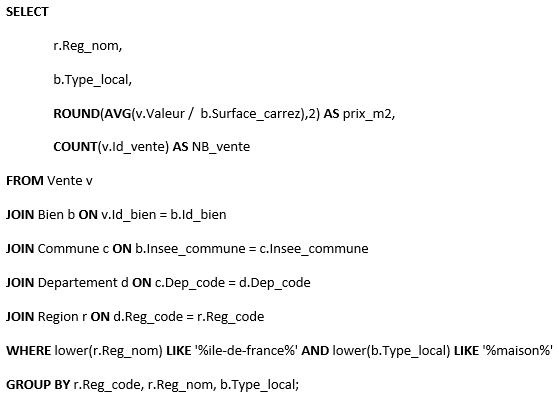 SELECT
r.Reg_nom,
b.Type_local,
ROUND(AVG(v.Valeur /  b.Surface_carrez),2) AS prix_m2,
COUNT(v.Id_vente) AS NB_vente
FROM Vente v
JOIN Bien b ON v.Id_bien = b.Id_bien
JOIN Commune c ON b.Insee_commune = c.Insee_commune
JOIN Departement d ON c.Dep_code = d.Dep_code
JOIN Region r ON d.Reg_code = r.Reg_code
WHERE lower(r.Reg_nom) LIKE '%ile-de-france%' AND lower(b.Type_local) LIKE '%maison%'
GROUP BY r.Reg_code, r.Reg_nom, b.Type_local;